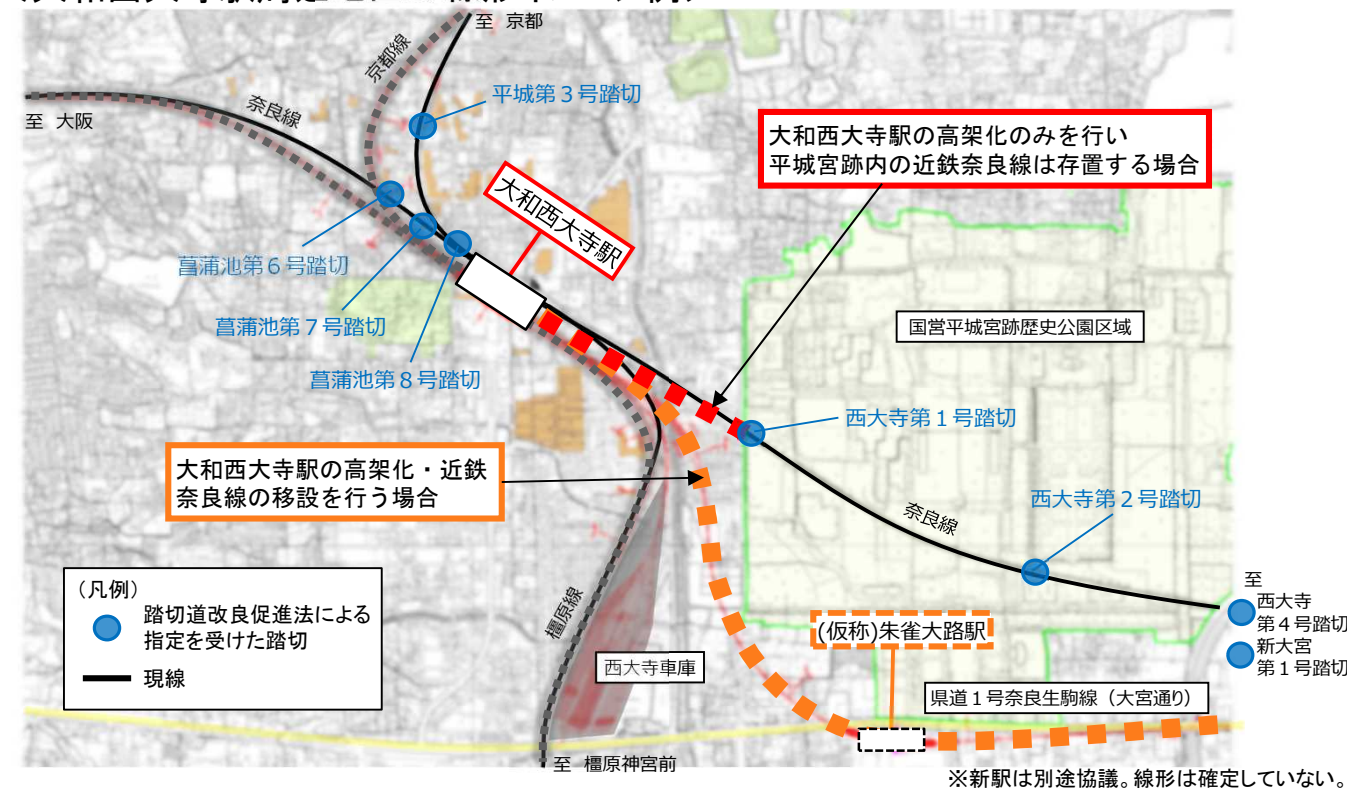 至 京都
京都線
奈良線
至 大阪
平城第３号踏切
大和西大寺駅の高架化のみを行い
平城宮跡内の近鉄奈良線は存置する場合
大和西大寺駅
菖蒲池第６号踏切
菖蒲池第７号踏切
菖蒲池第８号踏切
国営平城宮跡歴史公園区域
西大寺第１号踏切
大和西大寺駅の高架化・近鉄
奈良線の移設を行う場合
奈良線
西大寺第２号踏切
（凡例）
踏切道改良促進法による
指定を受けた踏切
現線
橿原線
西大寺車庫
(仮称)朱雀大路駅
至
西大寺
第４号踏切
新大宮
第１号踏切
県道１号奈良生駒線（大宮通り）
至 橿原神宮前
※新駅は別途協議。線形は確定していない。